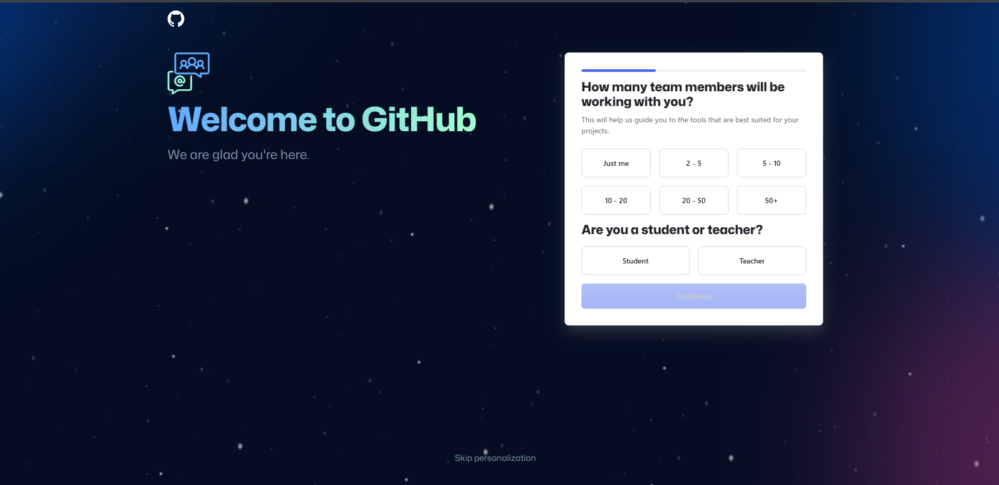 Welcome to GitHub
We are glad you're here.
How many team members will be
working with you?
This will help us guide you to the tools that are best suited for your
projects.
Just me
2 - 5
5 - 10
10 - 20
20 - 50
50+
Are you a student or teacher?
Student
Teacher
Continue
Skip personalization